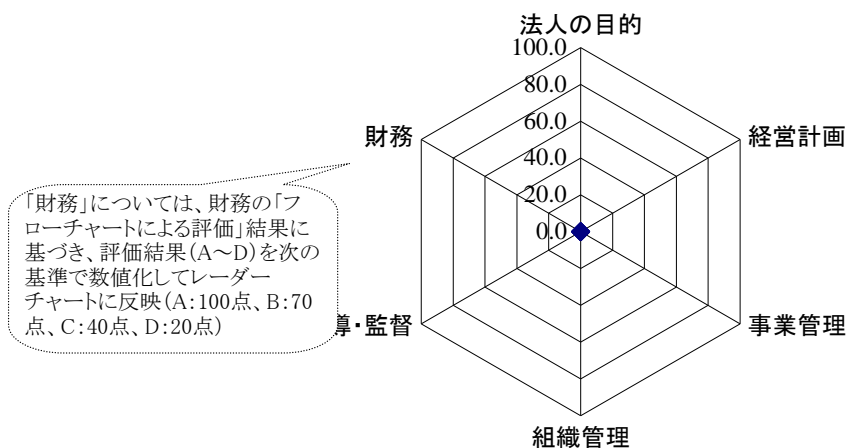 法人の目的
100.0
80.0
60.0
40.0
20.0
0.0
財務
経営計画
「財務」については、財務の「フ
ローチャートによる評価」結果に
基づき、評価結果(A～D)を次の
基準で数値化してレーダー
チャートに反映(A:100点、B:70
点、C:40点、D:20点)
導・監督
事業管理
組織管理